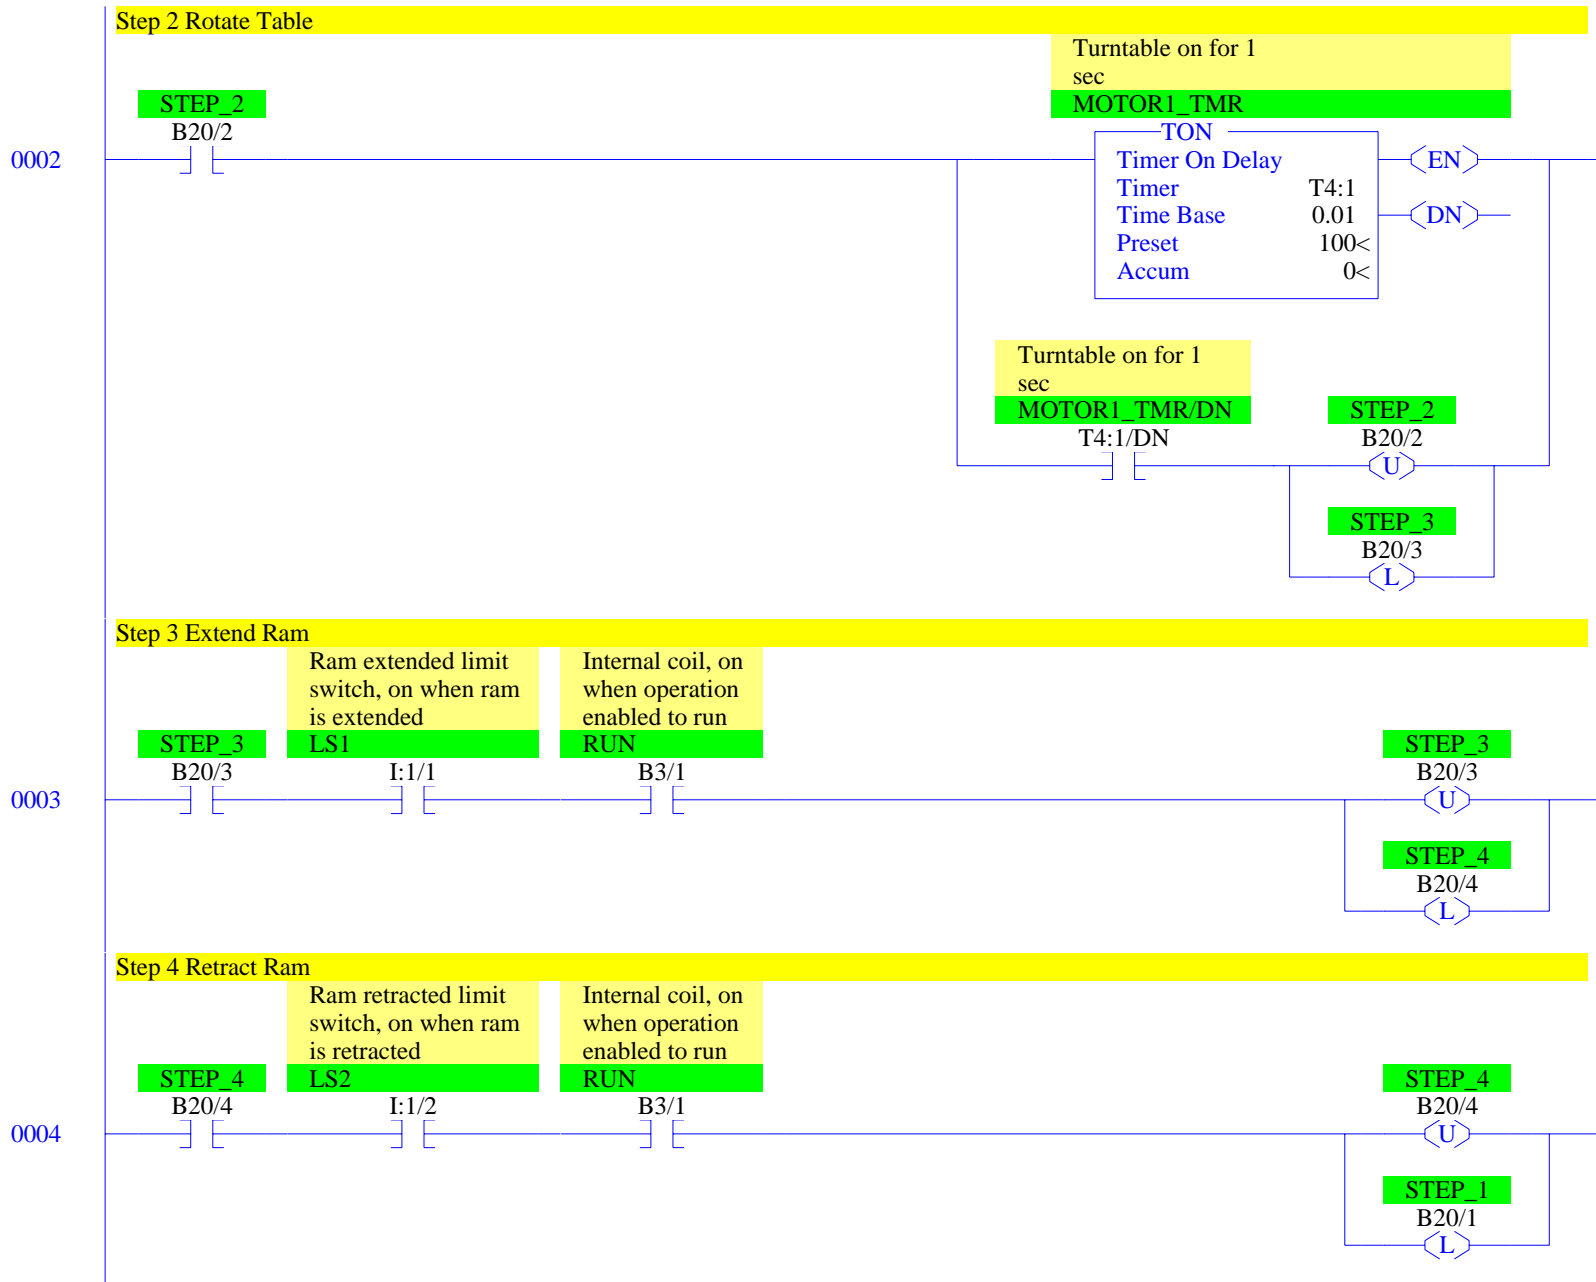 Step 2 Rotate Table
Turntable on for 1
sec
STEP_2
MOTOR1_TMR
B20/2
TON
0002
Timer On Delay
EN
Timer T4:1
Time Base 0.01
DN
Preset 100<
Accum 0<
Turntable on for 1
sec
MOTOR1_TMR/DN
STEP_2
T4:1/DN
B20/2
U
STEP_3
B20/3
L
Step 3 Extend Ram
Ram extended limit
switch, on when ram
is extended
Internal coil, on
when operation
enabled to run
STEP_3
LS1
RUN
STEP_3
B20/3
I:1/1
B3/1
B20/3
0003
U
STEP_4
B20/4
L
Step 4 Retract Ram
Ram retracted limit
switch, on when ram
is retracted
Internal coil, on
when operation
enabled to run
STEP_4
LS2
RUN
STEP_4
B20/4
I:1/2
B3/1
B20/4
0004
U
STEP_1
B20/1
L